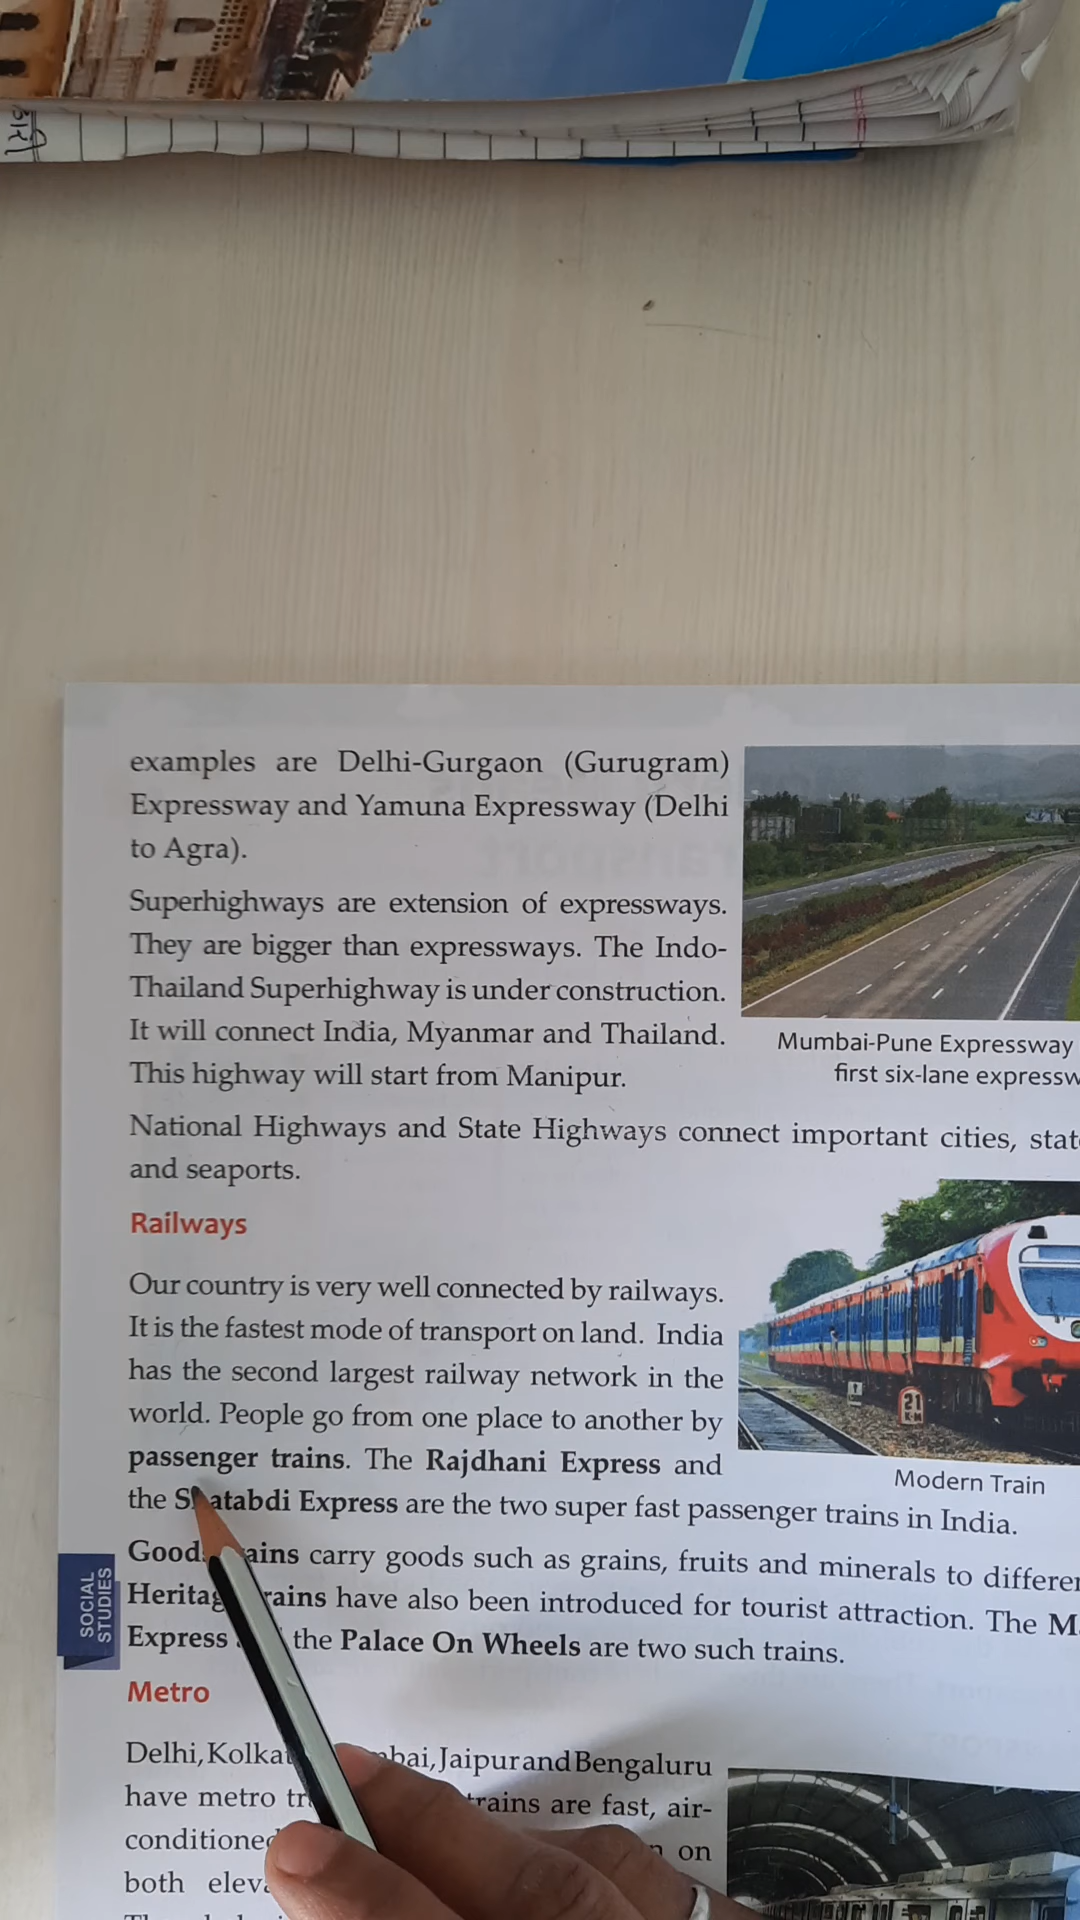 examples are Delhi-Gurgaon (Gurugram)
Expressway and Yamuna Expressway (Delhi
to Agra).
Superhighways are extension of expressways.
They are bigger than expressways. The Indo-
Thailand Superhighway is under construction.
It will connect India, Myanmar and Thailand.
This highway will start from Manipur.
Mumbai-Pune Expressway
first six-lane
National Highways and State Highways connect important cities,
and seaports.
Railways
Our country is very well connected by railways.
It is the fastest mode of transport on land. India
has the second largest railway network in the
world. People go from one place to another by
passenger trains. The Rajdhani Express and
the Shatabdi Express are the two super fast passenger trains in India.
21
Modern Train
carry goods such as grains, fruits and minerals to
have also been introduced for tourist attraction. The
Express the Palace On Wheels are two such trains.
SOCIAL
STUDIES
Metro
Delhi, Jaipur and Bengaluru
have metro trains are fast, air-
conditioned on
both